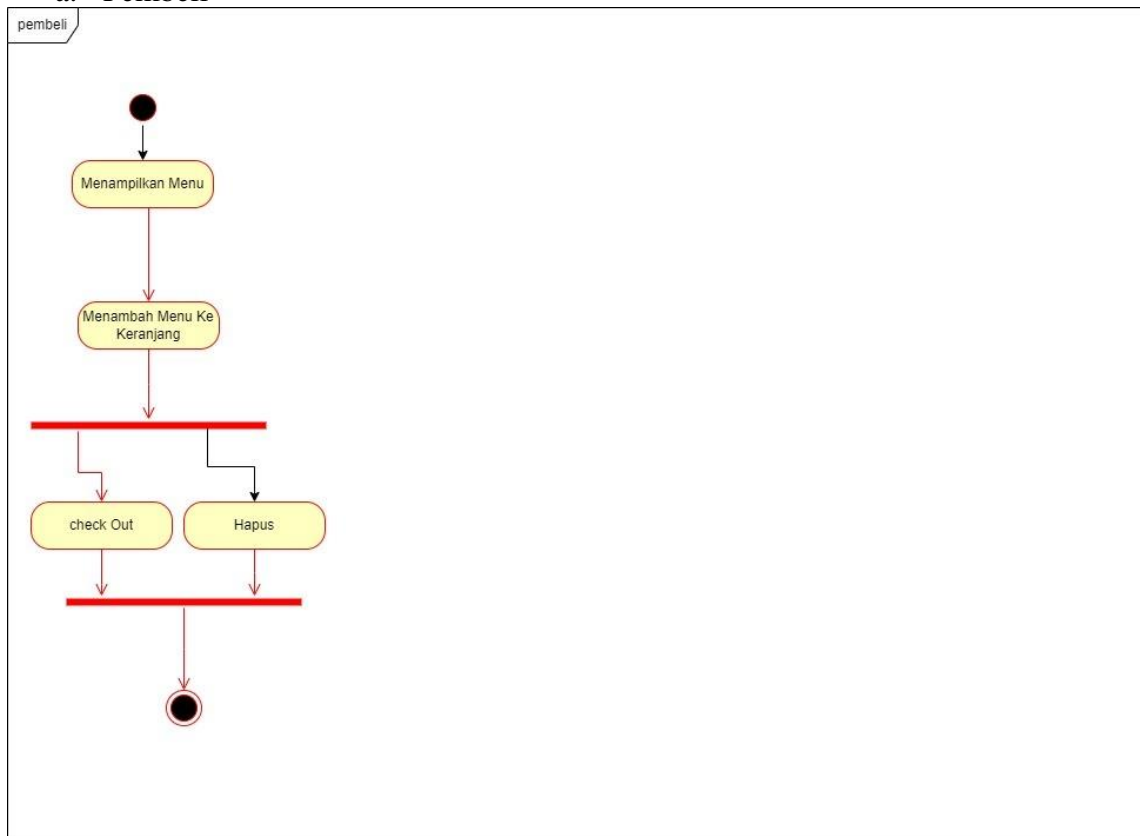 a. Pembeli
pembeli
Menampilkan Menu
Menambah Menu Ke
Keranjang
check Out
Hapus